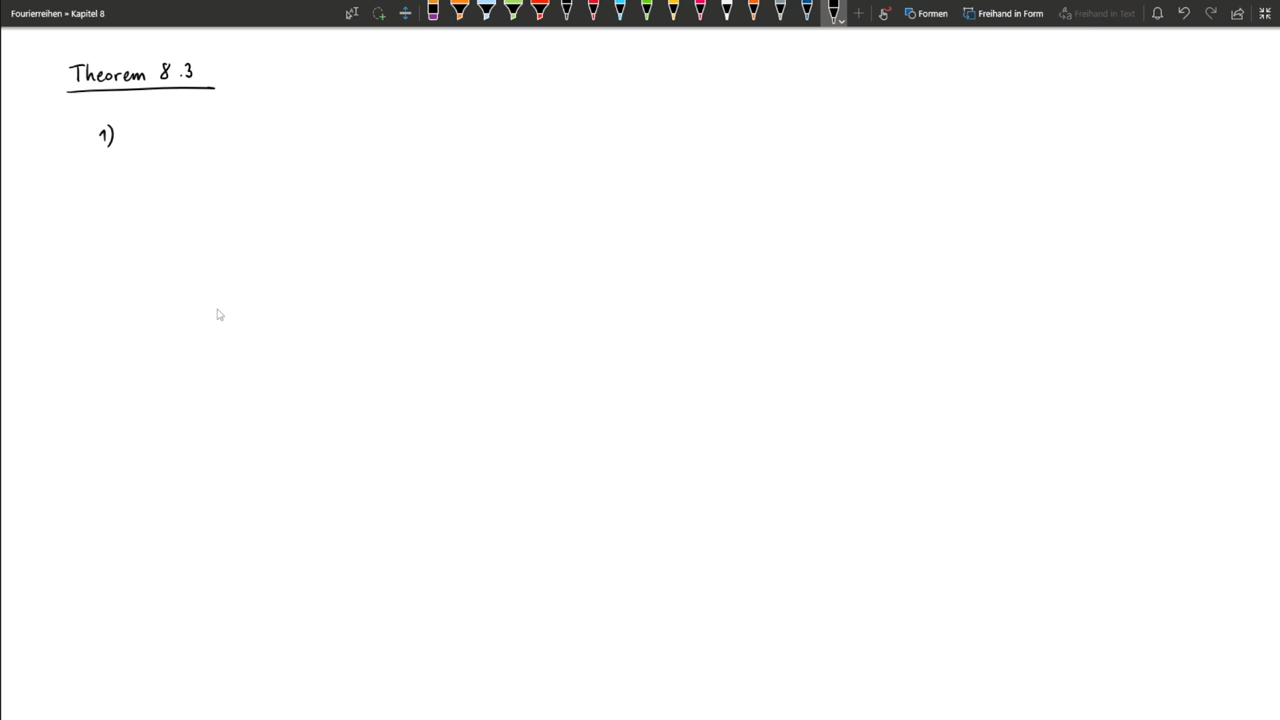 Fourierreihen » Kapitel 8
Formen
Freihand in Form
Freihand in Text
Theorem 8.3
1)